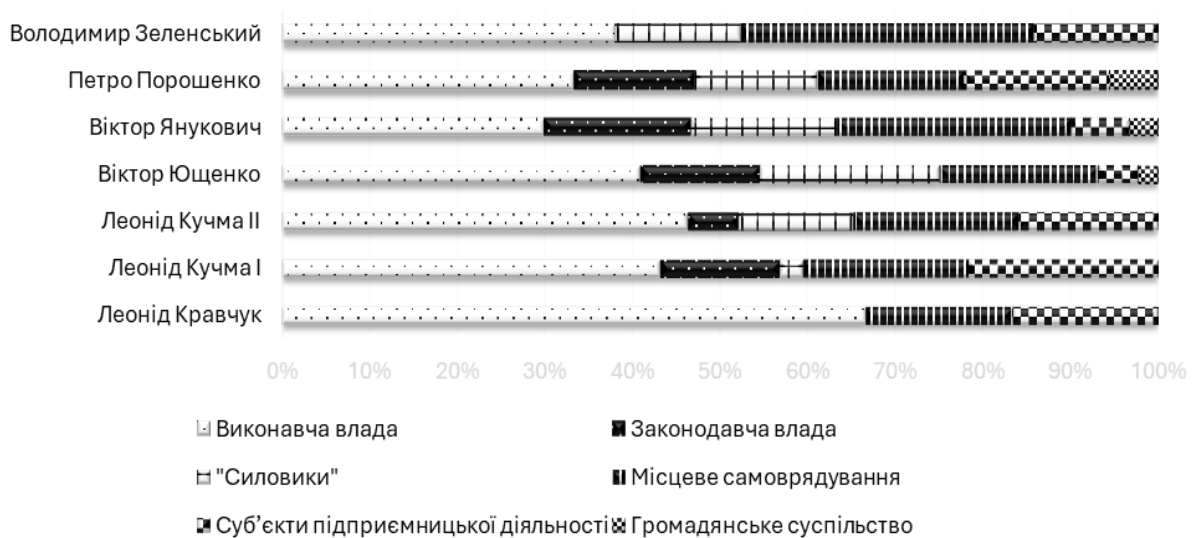 Володимир Зеленський
Петро Порошенко
Віктор Янукович
Віктор Ющенко
Леонід Кучма II
Леонід Кучма I
Леонід Кравчук
0% 10% 20% 30% 40% 50% 60% 70% 80% 90% 100%
Виконавча влада Законодавча влада
"Силовики" Місцеве самоврядування
Суб’єкти підприємницької діяльності Громадянське суспільство